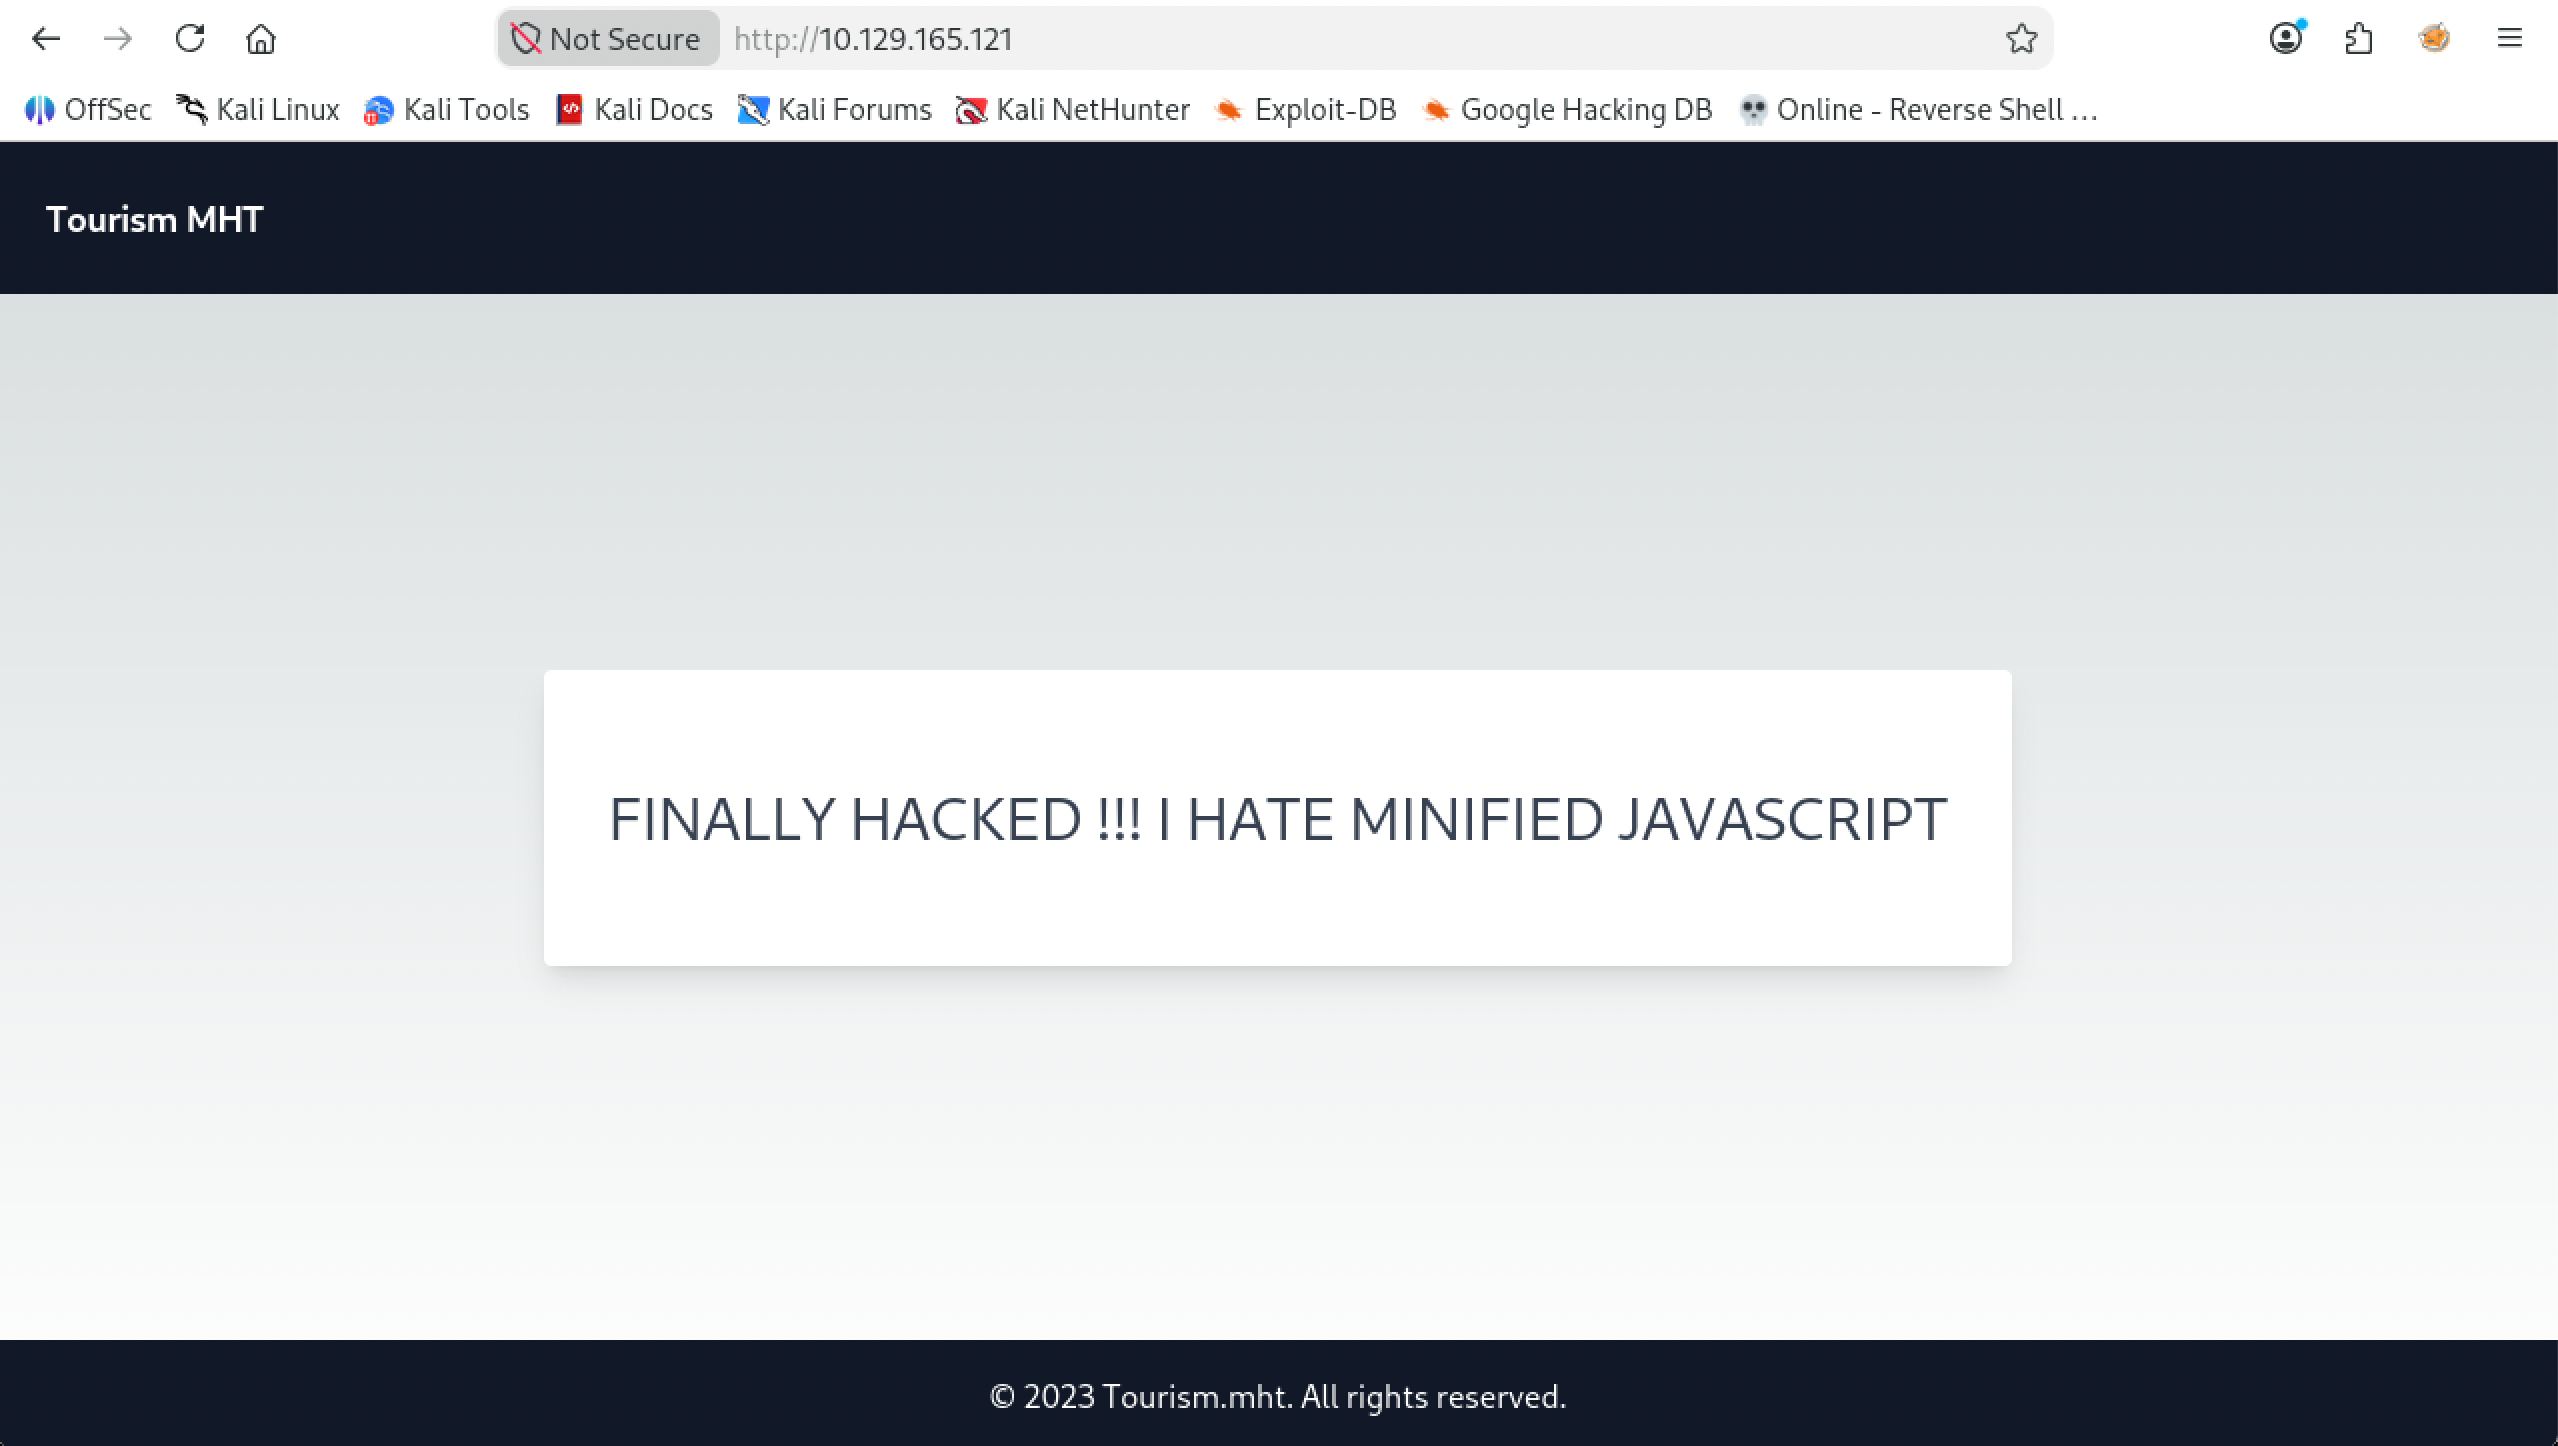 Not Secure http://10.129.165.121
OffSec Kali Linux Kali Tools Kali Docs Kali Forums Kali NetHunter Exploit-DB Google Hacking DB Online - Reverse Shell …
Tourism MHT
FINALLY HACKED !!! I HATE MINIFIED JAVASCRIPT
© 2023 Tourism.mht. All rights reserved.